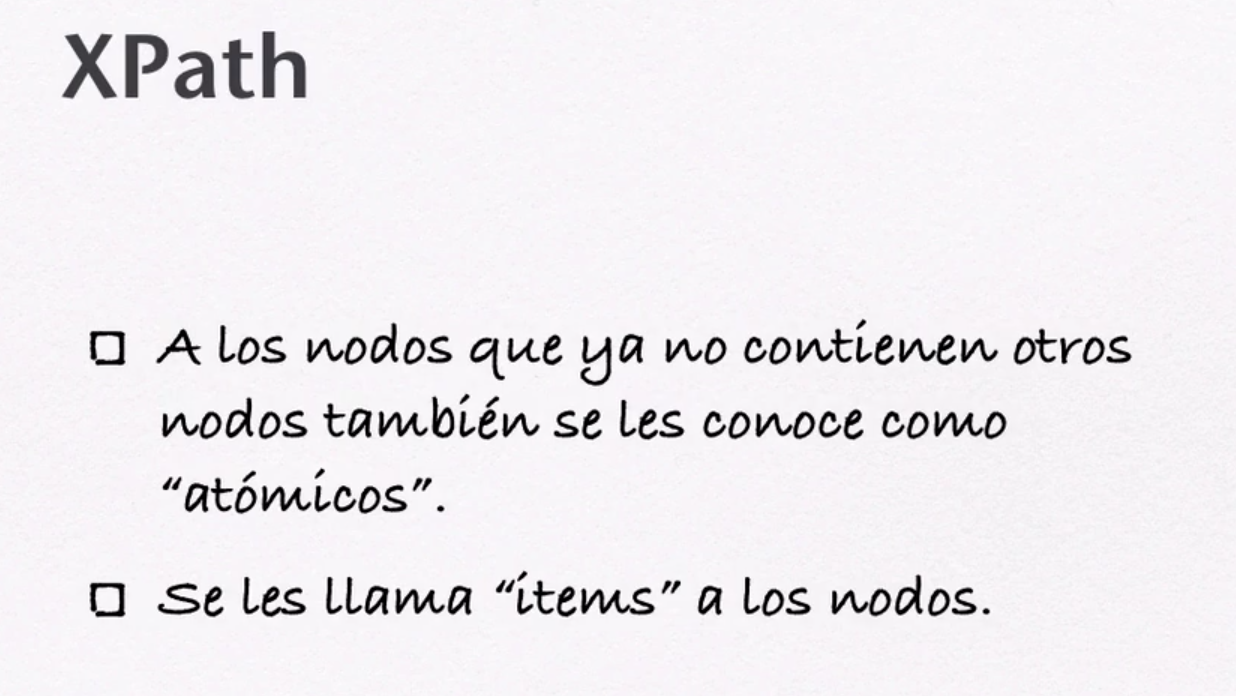 XPath
A los nodos que ya no contienen otros
nodos también se les conoce como
“atómicos”.
Se les llama “ítems” a los nodos.